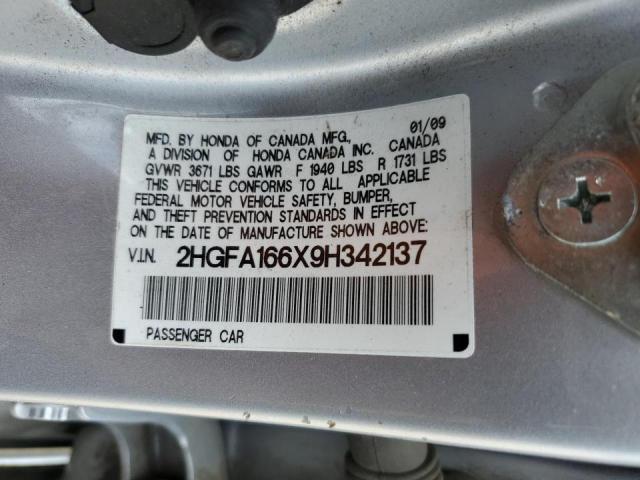 01/09
MFD. BY HONDA OF CANADA MFG.,
A DIVISION OF HONDA CANADA INC. CANADA
GVWR 3671 LBS GAWR F 1940 LBS R 1731 LBS
THIS VEHICLE CONFORMS TO ALL APPLICABLE
FEDERAL MOTOR VEHICLE SAFETY, BUMPER,
AND THEFT PREVENTION STANDARDS IN EFFECT
ON THE DATE OF MANUFACTURE SHOWN ABOVE:
V.I.N. 2HGFA166X9H342137
PASSENGER CAR